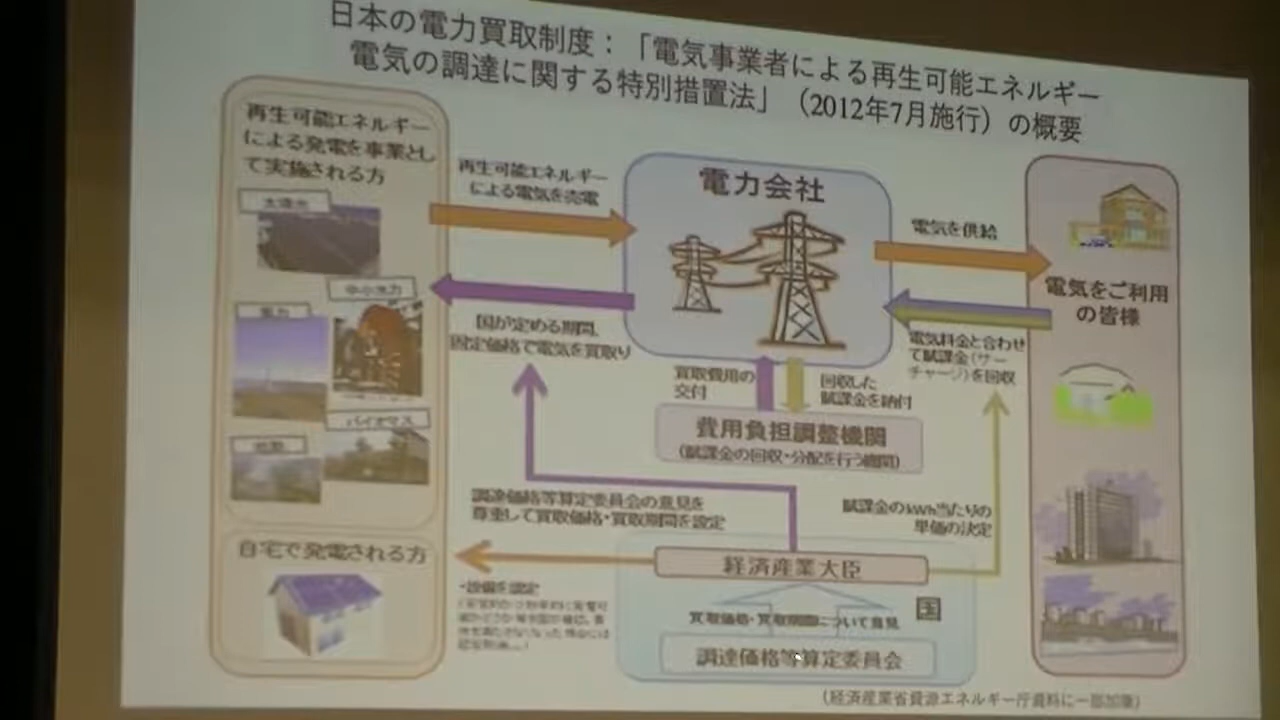 日本の電力買取制度：「電気事業者による再生可能エネルギー
電気の調達に関する特別措置法」（2012年7月施行）の概要
再生可能エネルギー
による発電を事業とし
て実施される方
太陽光
中小水力
風力
バイオマス
地熱
自宅で発電される方
再生可能エネルギー
による電気を売電
国が定める期間、
固定価格で電気を買取り
電力会社
電気を供給
電気料金と合わせ
て賦課金（サー
チャージ）を回収
電気をご利用
の皆様
買取費用の
交付
回収した
賦課金を納付
費用負担調整機関
（賦課金の回収・分配を行う機関）
調達価格等算定委員会の意見を
尊重して買取価格・買取期間を設定
賦課金のkWh当たりの
単価の決定
経済産業大臣
国
・設備を認定
買取価格・買取期間について意見
調達価格等算定委員会
（経済産業省資源エネルギー庁資料に一部加筆）